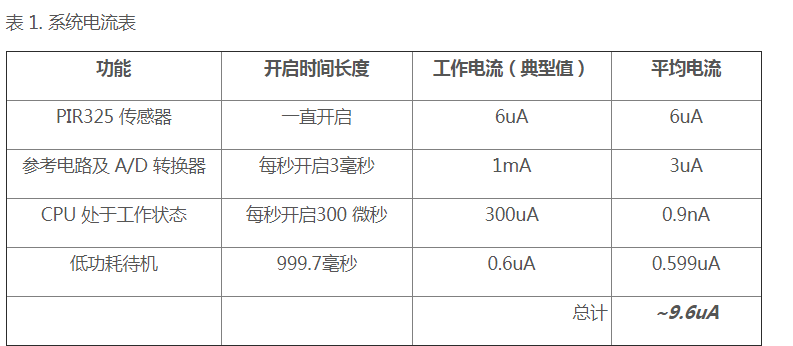 表 1. 系统电流表
功能 开启时间长度 工作电流（典型值） 平均电流
PIR325 传感器 一直开启 6uA 6uA
参考电路及 A/D 转换器 每秒开启3毫秒 1mA 3uA
CPU 处于工作状态 每秒开启300 微秒 300uA 0.9nA
低功耗待机 999.7毫秒 0.6uA 0.599uA
总计 ~9.6uA